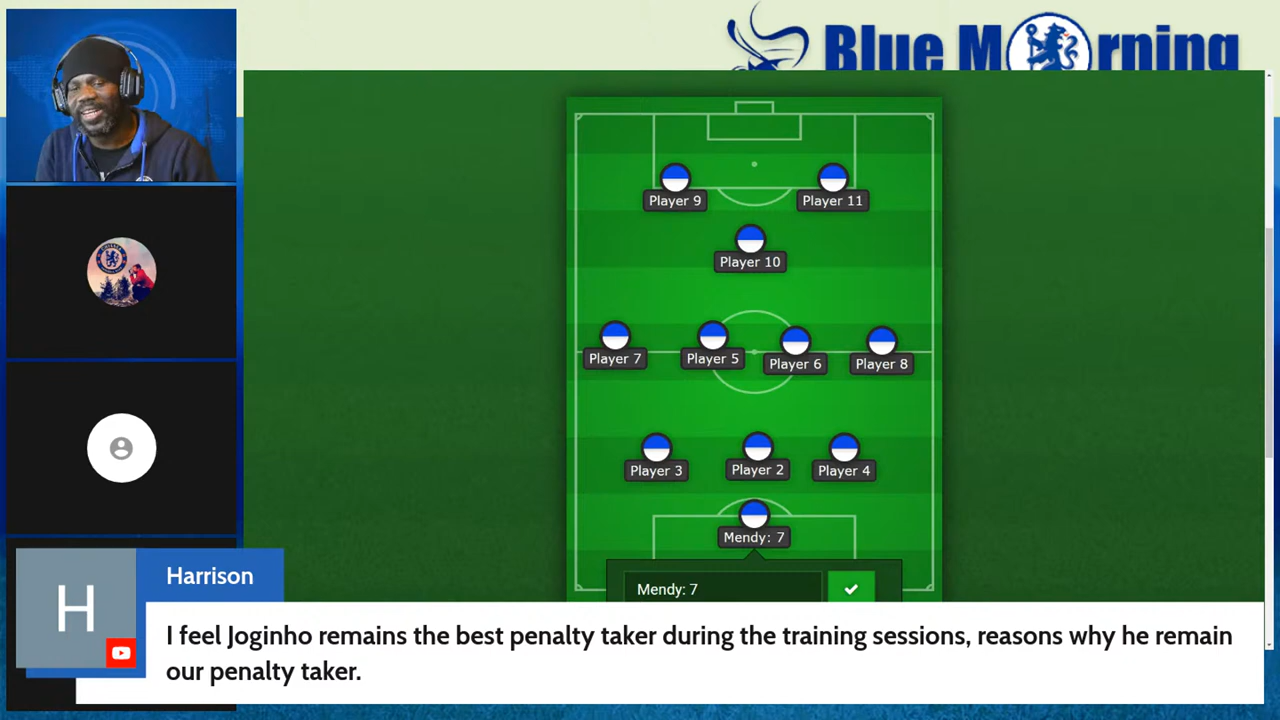 Blue M rning
Player 9
Player 11
Player 10
Player 7
Player 5
Player 6
Player 8
Player 3
Player 2
Player 4
Mendy: 7
Mendy: 7
H
Harrison
I feel Joginho remains the best penalty taker during the training sessions, reasons why he remain
our penalty taker.